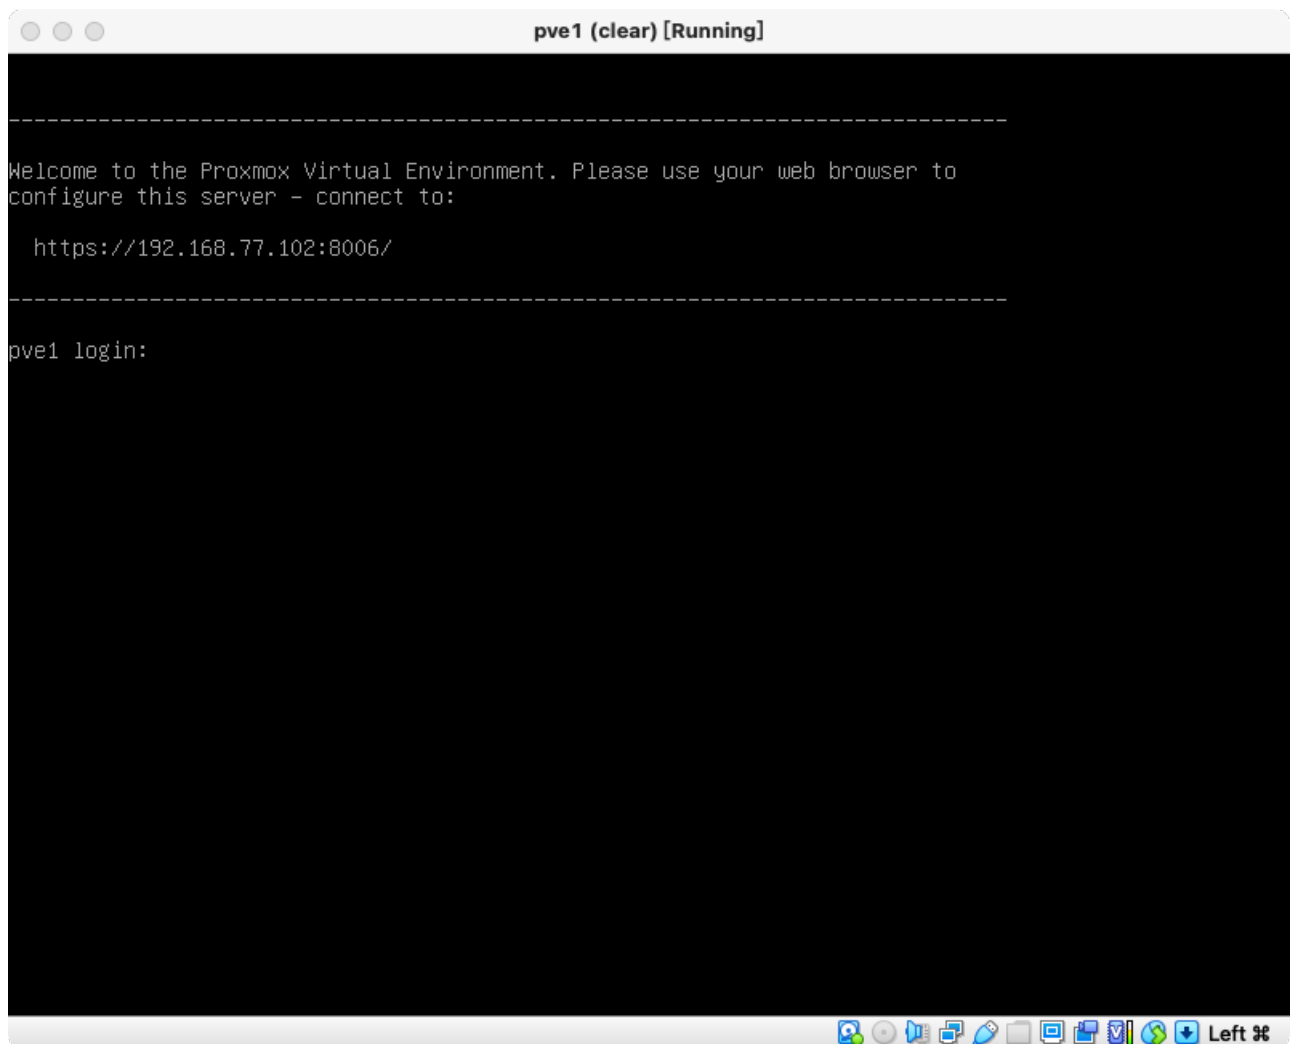 pve1 (clear) [Running]
--------------------------------------------------------------------------------
Welcome to the Proxmox Virtual Environment. Please use your web browser to
configure this server - connect to:
https://192.168.77.102:8006/
--------------------------------------------------------------------------------
pve1 login:
Left ⌘